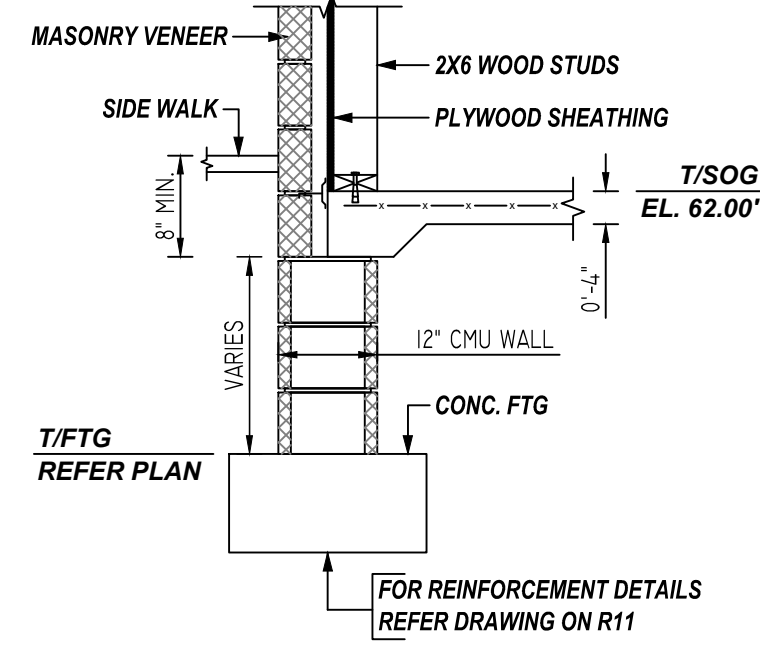 MASONRY VENEER
2X6 WOOD STUDS
SIDE WALK
PLYWOOD SHEATHING
T/SOG
EL. 62.00'
8" MIN.
x x x x x
0'-4"
VARIES
12" CMU WALL
CONC. FTG
T/FTG
REFER PLAN
FOR REINFORCEMENT DETAILS
REFER DRAWING ON R11